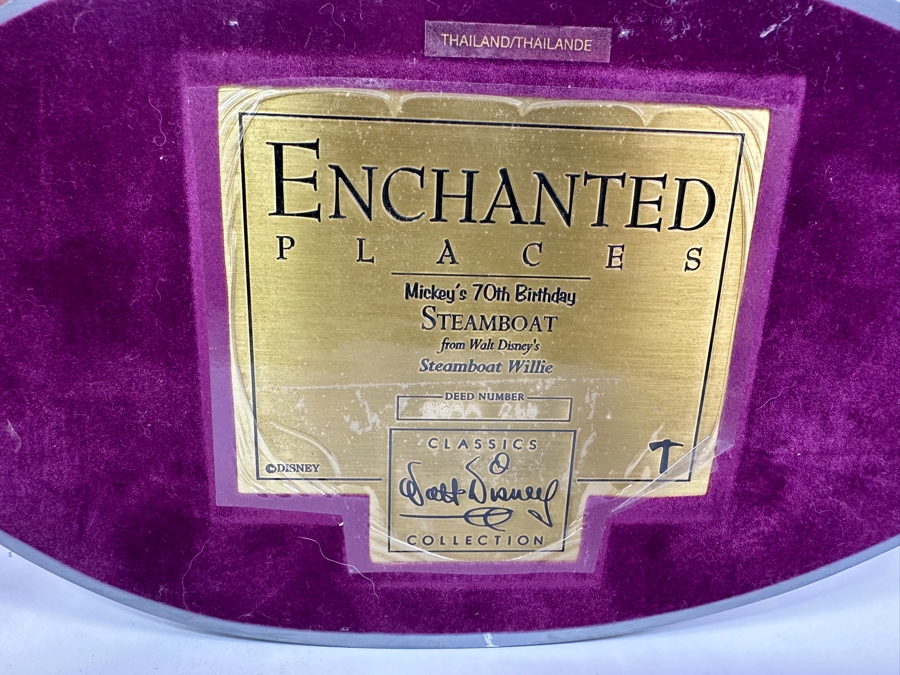 THAILAND/THAILANDE
ENCHANTED
PLACES
Mickey's 70th Birthday
STEAMBOAT
from Walt Disney's
Steamboat Willie
DEED NUMBER
CLASSICS
Walt Disney
COLLECTION
©DISNEY